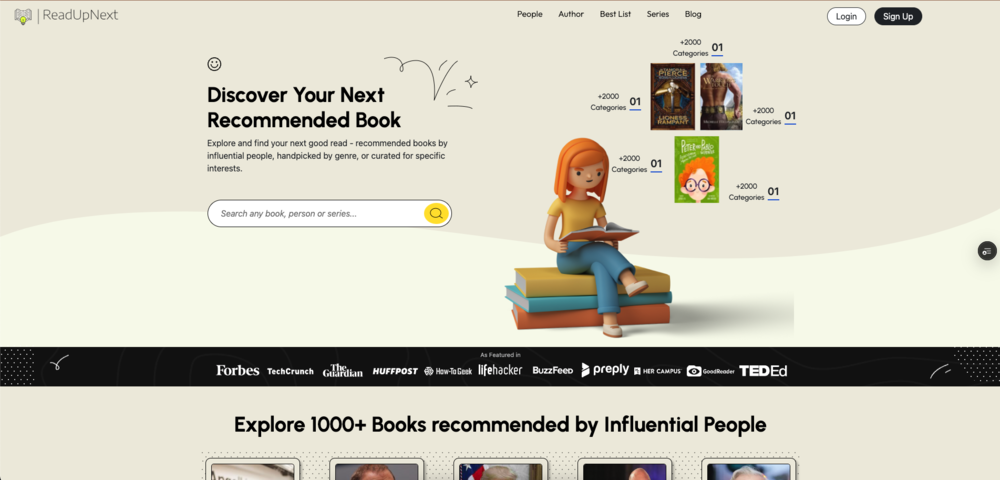 ReadUpNext
People Author Best List Series Blog
Login
Sign Up
Discover Your Next
Recommended Book
Explore and find your next good read - recommended books by
influential people, handpicked by genre, or curated for specific
interests.
Search any book, person or series...
+2000
Categories
01
+2000
Categories
01
PIERCE
LIONESS
RAMPANT
+2000
Categories
01
+2000
Categories
01
+2000
Categories
01
As Featured in
Forbes
TechCrunch
The
Guardian
HUFFPOST
How-To Geek
lifehacker
BuzzFeed
preply
HER CAMPUS
GoodReader
TEDEd
Explore 1000+ Books recommended by Influential People